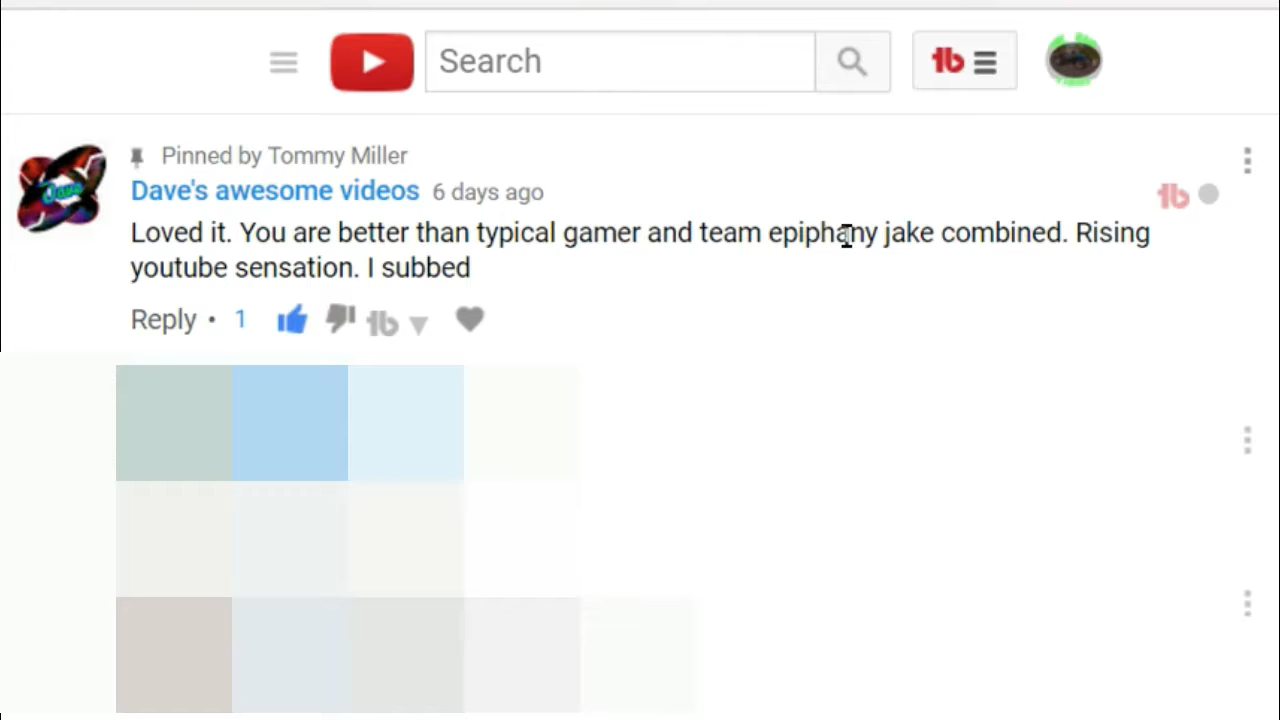 Search
Pinned by Tommy Miller
Dave's awesome videos 6 days ago
Loved it. You are better than typical gamer and team epiphany jake combined. Rising
youtube sensation. I subbed
Reply • 1